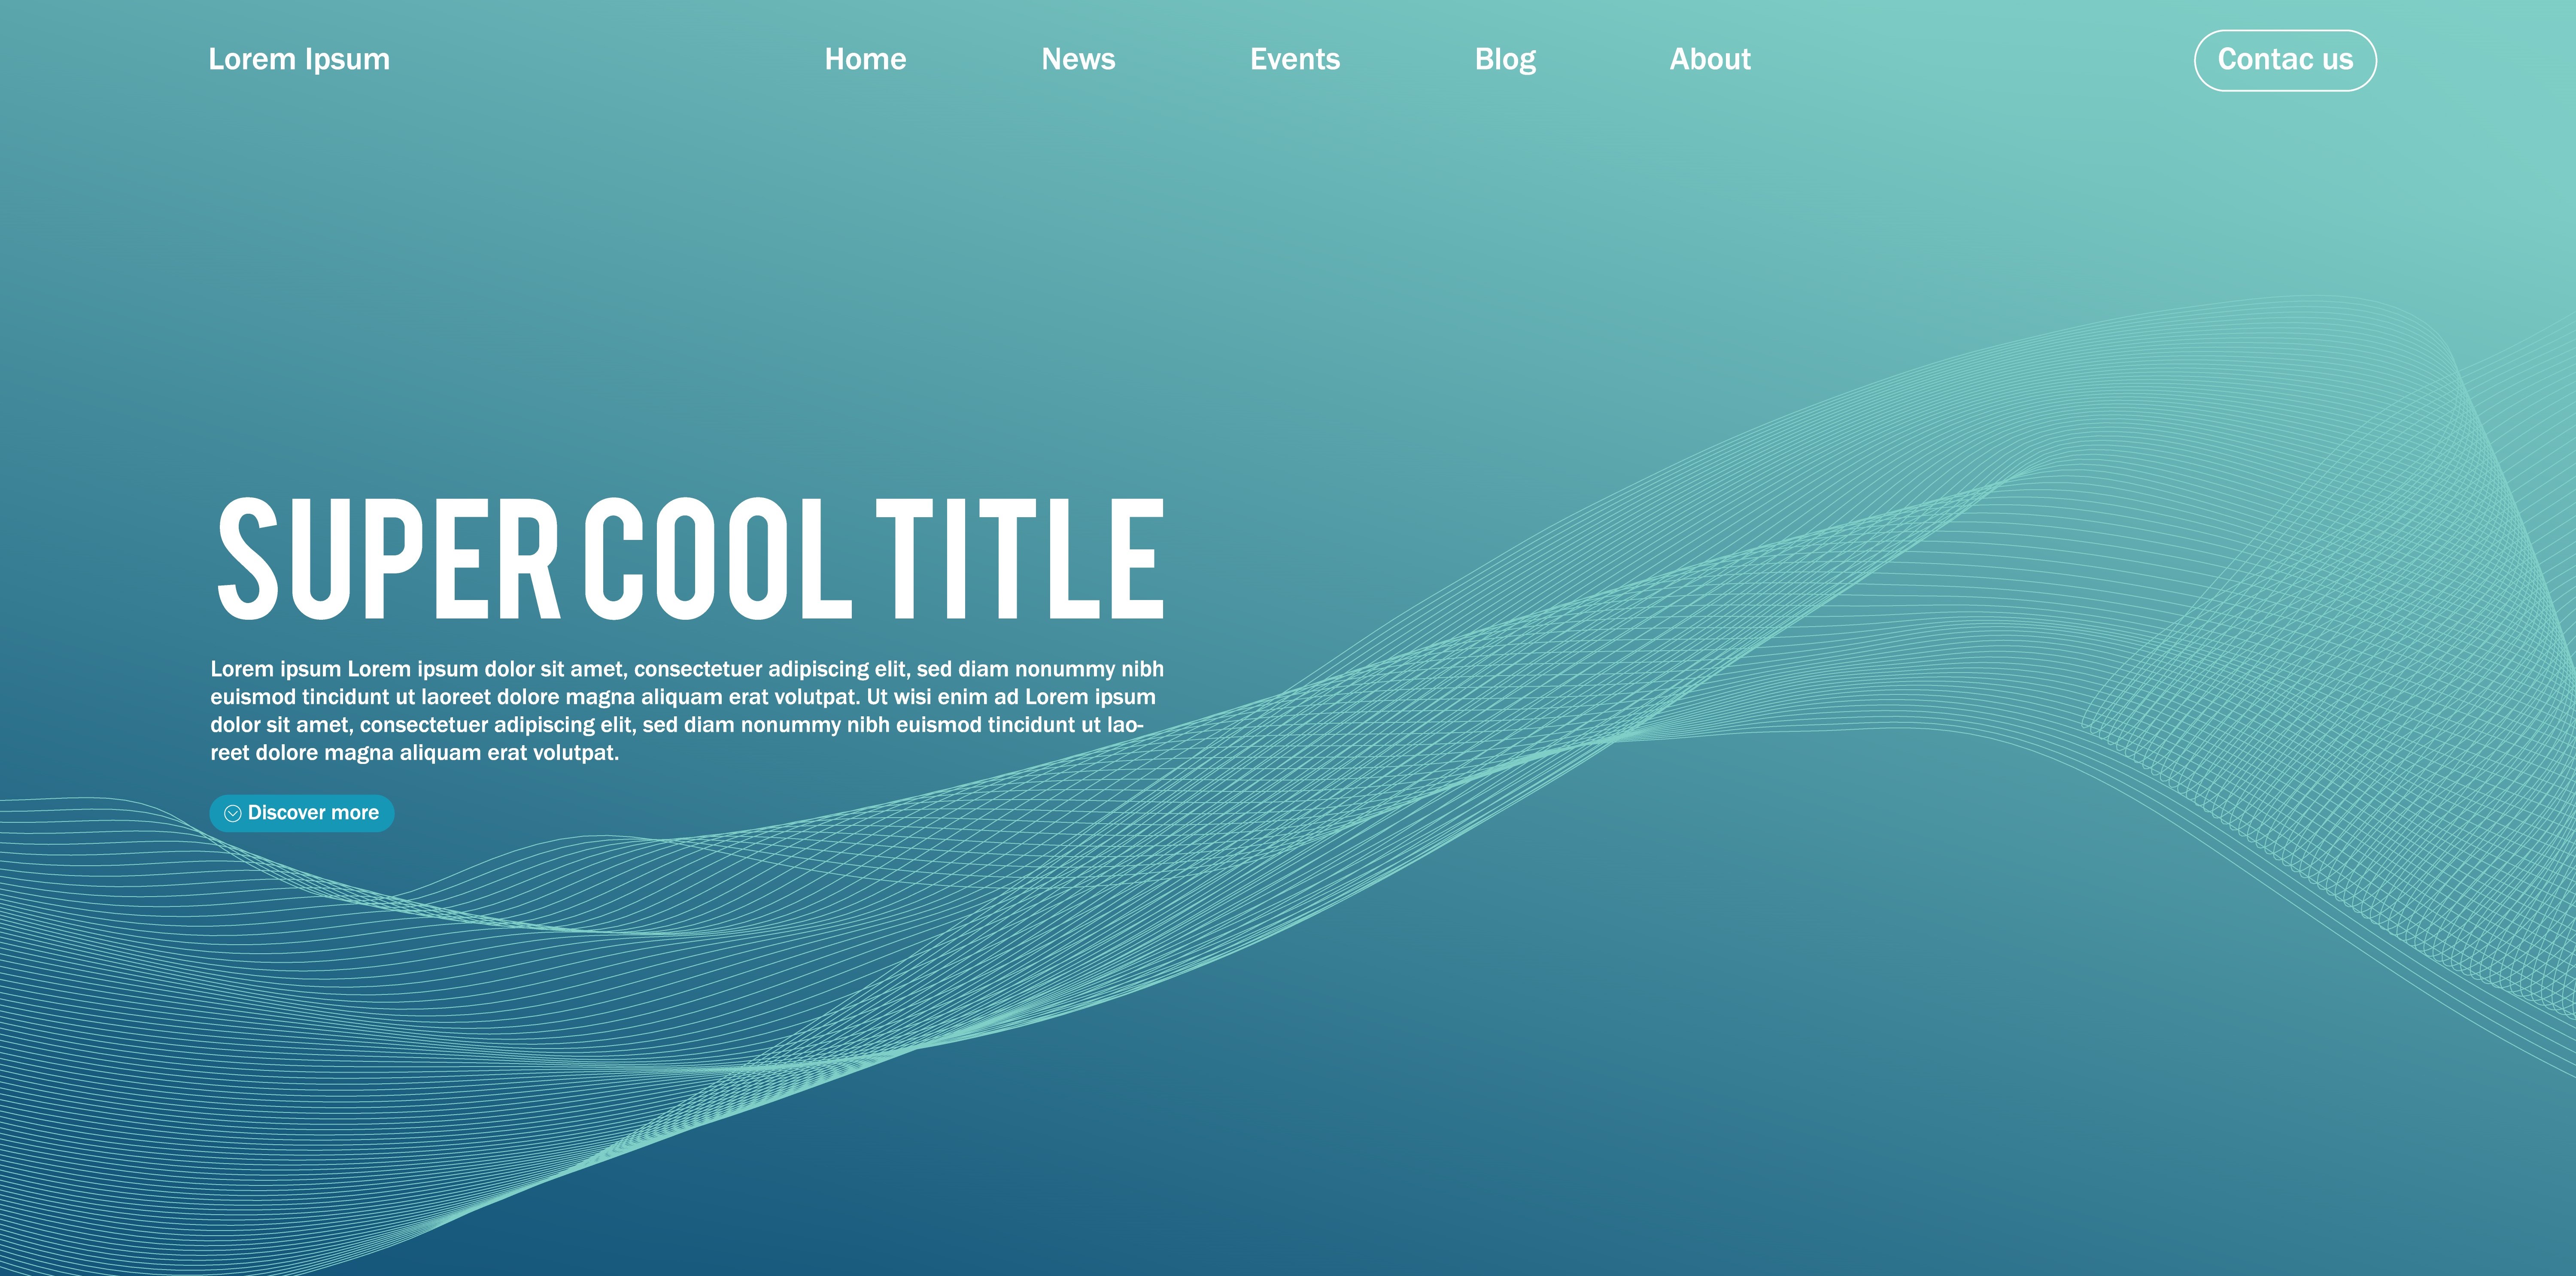 Lorem Ipsum
Home
News
Events
Blog
About
Contac us
SUPER COOL TITLE
Lorem ipsum Lorem ipsum dolor sit amet, consectetuer adipiscing elit, sed diam nonummy nibh
euismod tincidunt ut laoreet dolore magna aliquam erat volutpat. Ut wisi enim ad Lorem ipsum
dolor sit amet, consectetuer adipiscing elit, sed diam nonummy nibh euismod tincidunt ut lao-
reet dolore magna aliquam erat volutpat.
Discover more